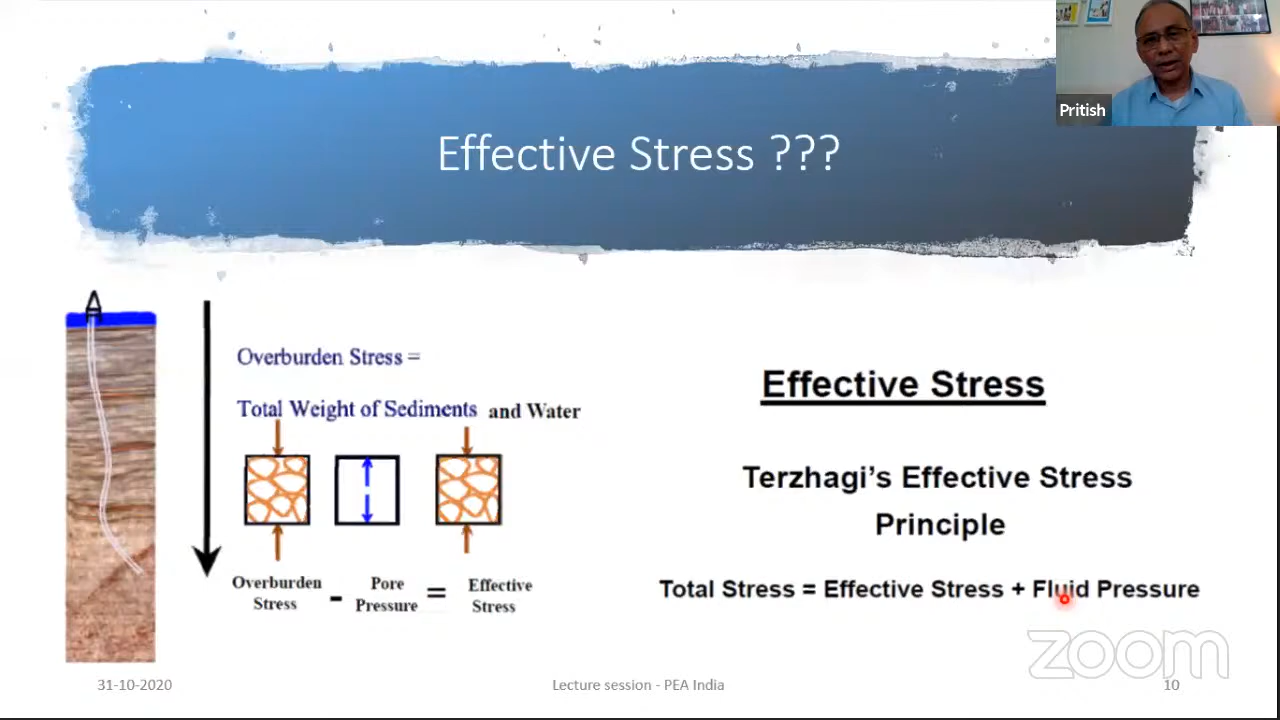 Pritish
Effective Stress ???
Overburden Stress =
Total Weight of Sediments and Water
Overburden Stress - Pore Pressure = Effective Stress
Effective Stress
Terzhagi's Effective Stress
Principle
Total Stress = Effective Stress + Fluid Pressure
zoom
31-10-2020
Lecture session - PEA India
10